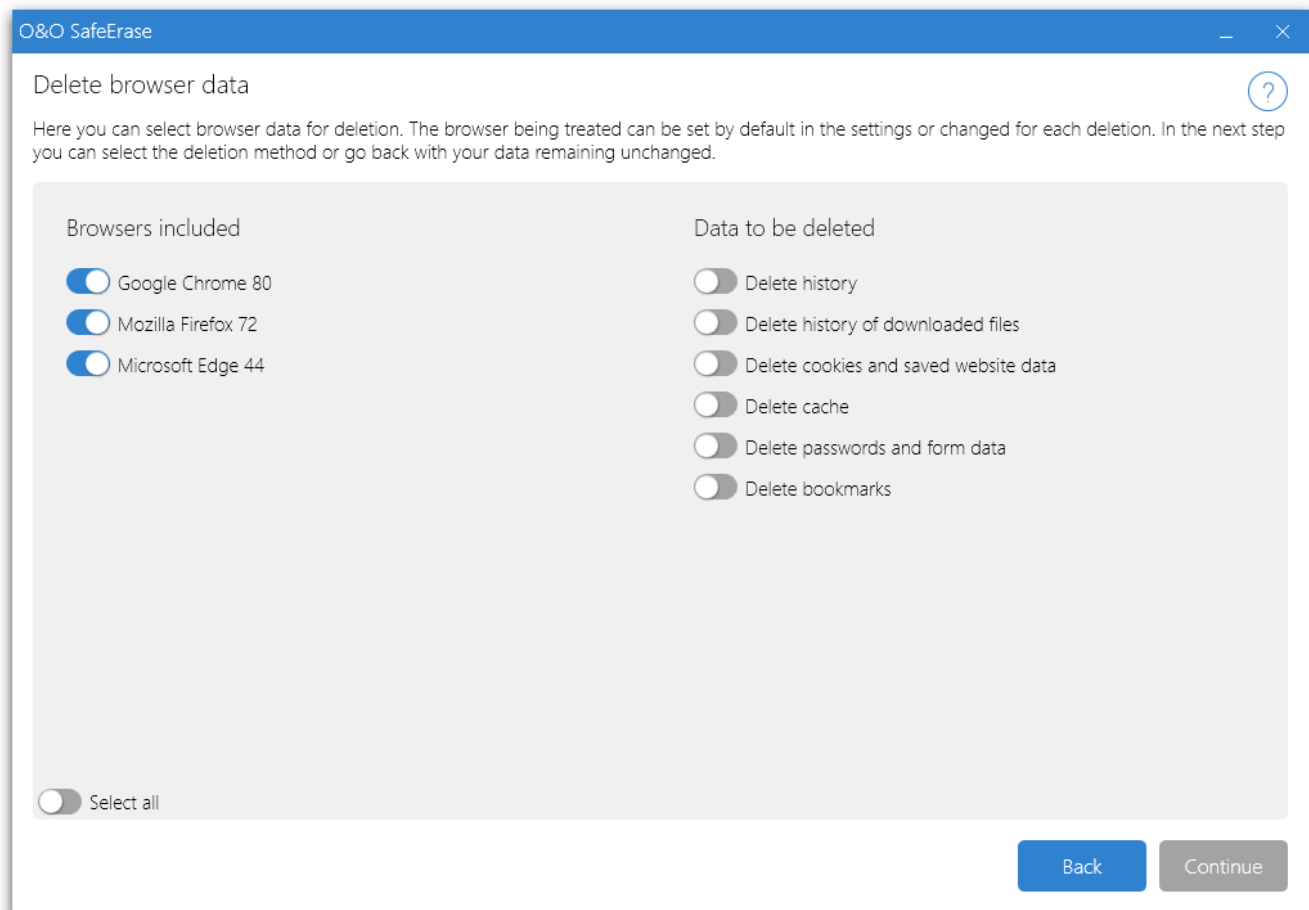 O&O SafeErase
Delete browser data
?
Here you can select browser data for deletion. The browser being treated can be set by default in the settings or changed for each deletion. In the next step
you can select the deletion method or go back with your data remaining unchanged.
Browsers included
Google Chrome 80
Mozilla Firefox 72
Microsoft Edge 44
Data to be deleted
Delete history
Delete history of downloaded files
Delete cookies and saved website data
Delete cache
Delete passwords and form data
Delete bookmarks
Select all
Back
Continue